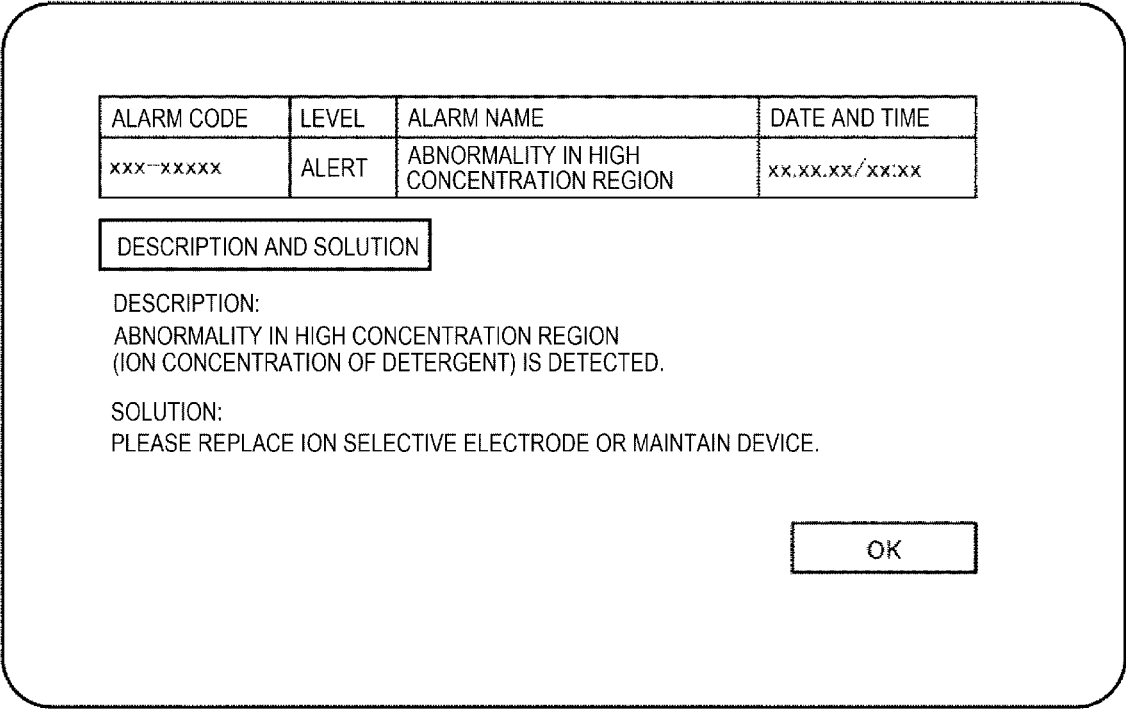 ALARM CODE LEVEL ALARM NAME DATE AND TIME
xxx-xxxxx ALERT ABNORMALITY IN HIGH CONCENTRATION REGION xx.xx.xx/xx:xx
DESCRIPTION AND SOLUTION
DESCRIPTION:
ABNORMALITY IN HIGH CONCENTRATION REGION
(ION CONCENTRATION OF DETERGENT) IS DETECTED.
SOLUTION:
PLEASE REPLACE ION SELECTIVE ELECTRODE OR MAINTAIN DEVICE.
OK